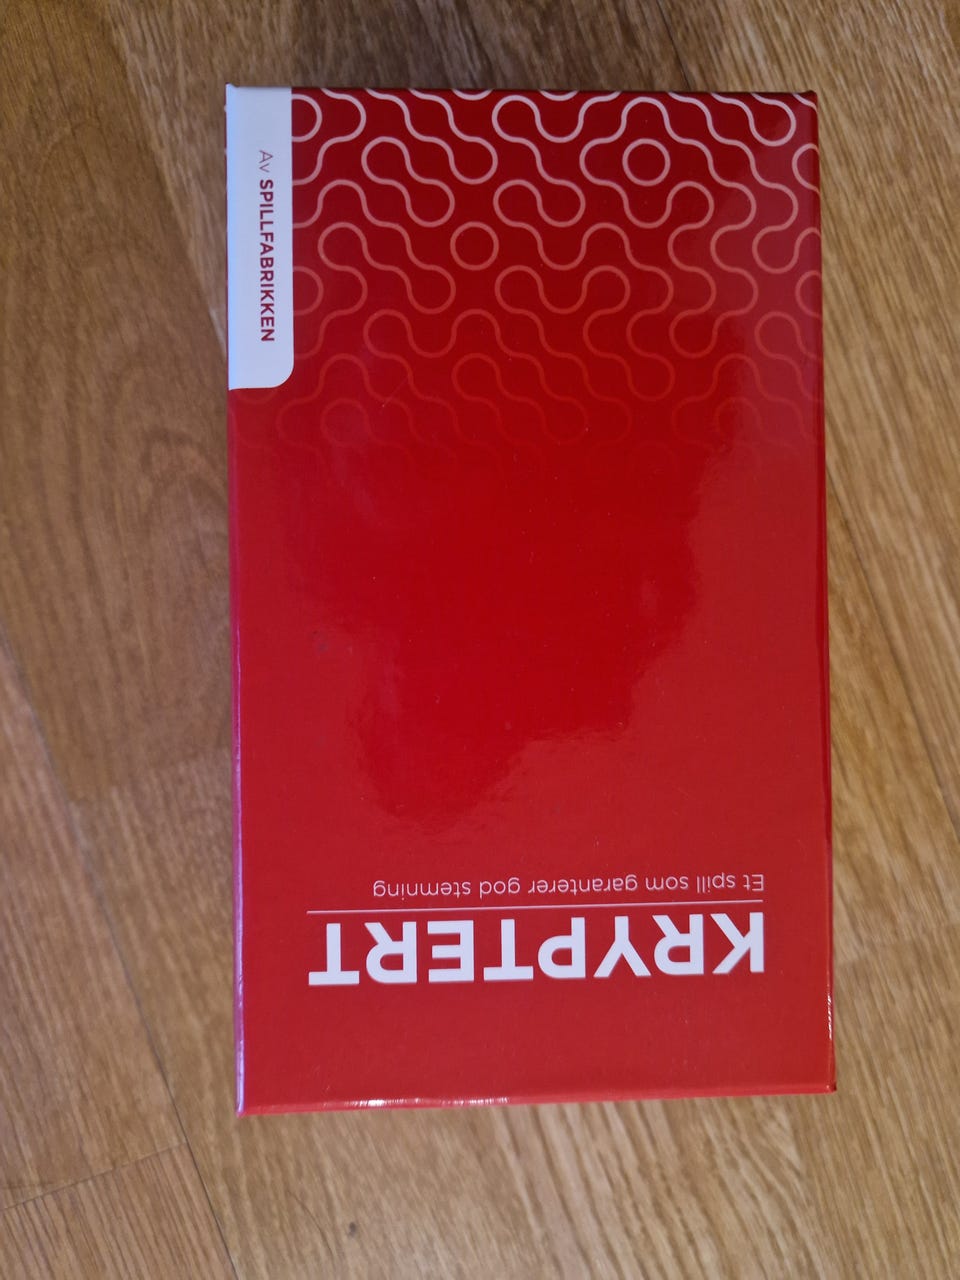 KRYPTERT
Et spill som garanterer god stemning
Av SPILLFABRIKKEN